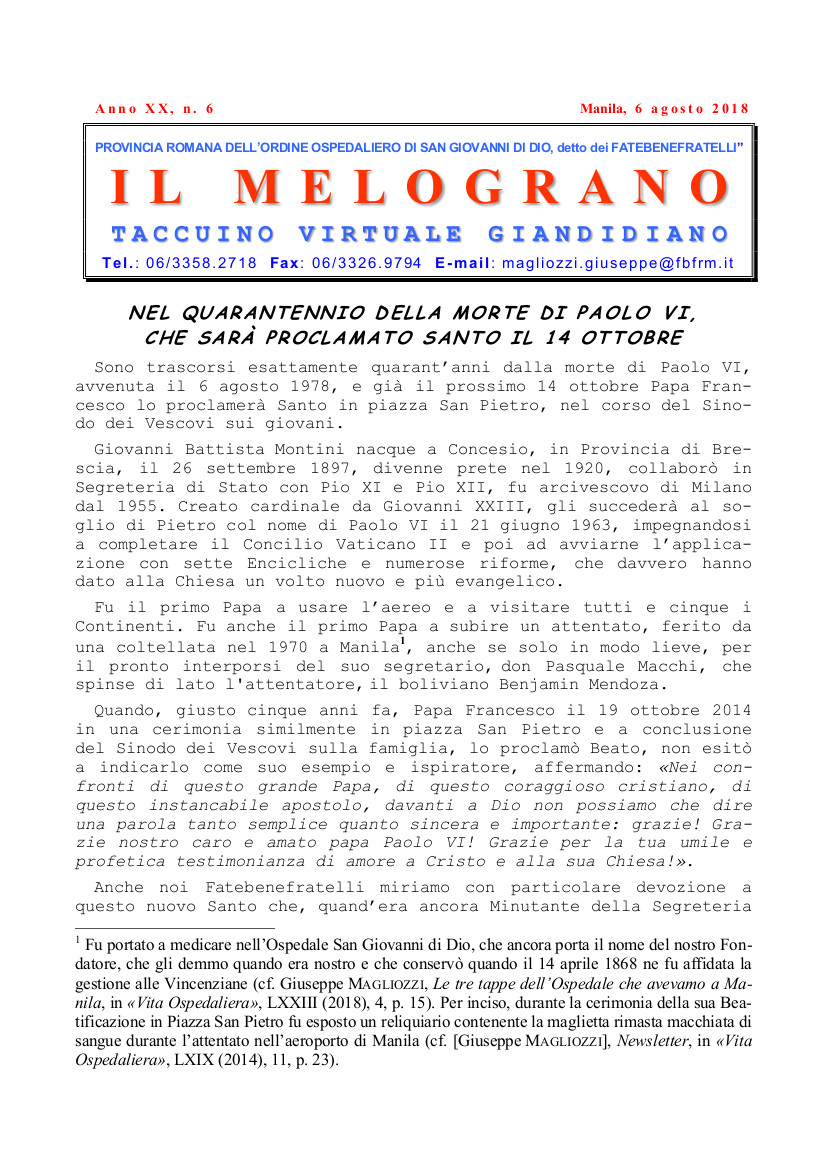 Anno XX, n. 6 Manila, 6 agosto 2018
PROVINCIA ROMANA DELL'ORDINE OSPEDALIERO DI SAN GIOVANNI DI DIO, detto dei FATEBENEFRATELLI”
IL MELOGRANO
TACCUINO VIRTUALE GIANDIDIANO
Tel.: 06/3358.2718 Fax: 06/3326.9794 E-mail: magliozzi.giuseppe@fbfrm.it
NEL QUARANTENNIO DELLA MORTE DI PAOLO VI,
CHE SARÀ PROCLAMATO SANTO IL 14 OTTOBRE
Sono trascorsi esattamente quarant’anni dalla morte di Paolo VI,
avvenuta il 6 agosto 1978, e già il prossimo 14 ottobre Papa Fran-
cesco lo proclamerà Santo in piazza San Pietro, nel corso del Sino-
do dei Vescovi sui giovani.
Giovanni Battista Montini nacque a Concesio, in Provincia di Bre-
scia, il 26 settembre 1897, divenne prete nel 1920, collaborò in
Segreteria di Stato con Pio XI e Pio XII, fu arcivescovo di Milano
dal 1955. Creato cardinale da Giovanni XXIII, gli succederà al so-
glio di Pietro col nome di Paolo VI il 21 giugno 1963, impegnandosi
a completare il Concilio Vaticano II e poi ad avviarne l’applica-
zione con sette Encicliche e numerose riforme, che davvero hanno
dato alla Chiesa un volto nuovo e più evangelico.
Fu il primo Papa a usare l’aereo e a visitare tutti e cinque i
Continenti. Fu anche il primo Papa a subire un attentato, ferito da
una coltellata nel 1970 a Manila¹, anche se solo in modo lieve, per
il pronto interporsi del suo segretario, don Pasquale Macchi, che
spinse di lato l'attentatore, il boliviano Benjamin Mendoza.
Quando, giusto cinque anni fa, Papa Francesco il 19 ottobre 2014
in una cerimonia similmente in piazza San Pietro e a conclusione
del Sinodo dei Vescovi sulla famiglia, lo proclamò Beato, non esitò
a indicarlo come suo esempio e ispiratore, affermando: «Nei con-
fronti di questo grande Papa, di questo coraggioso cristiano, di
questo instancabile apostolo, davanti a Dio non possiamo che dire
una parola tanto semplice quanto sincera e importante: grazie! Gra-
zie nostro caro e amato papa Paolo VI! Grazie per la tua umile e
profetica testimonianza di amore a Cristo e alla sua Chiesa!».
Anche noi Fatebenefratelli miriamo con particolare devozione a
questo nuovo Santo che, quand’era ancora Minutante della Segreteria
¹ Fu portato a medicare nell’Ospedale San Giovanni di Dio, che ancora porta il nome del nostro Fon-
datore, che gli demmo quando era nostro e che conservò quando il 14 aprile 1868 ne fu affidata la
gestione alle Vincenziane (cf. Giuseppe MAGLIOZZI, Le tre tappe dell’Ospedale che avevamo a Ma-
nila, in «Vita Ospedaliera», LXXIII (2018), 4, p. 15). Per inciso, durante la cerimonia della sua Bea-
tificazione in Piazza San Pietro fu esposto un reliquiario contenente la maglietta rimasta macchiata di
sangue durante l’attentato nell’aeroporto di Manila (cf. [Giuseppe MAGLIOZZI], Newsletter, in «Vita
Ospedaliera», LXIX (2014), 11, p. 23).